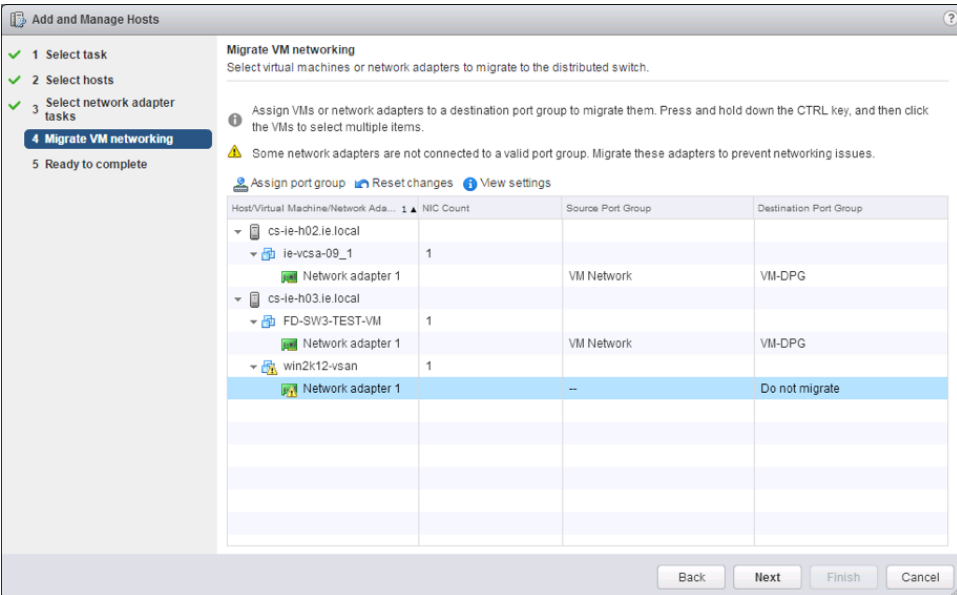 Add and Manage Hosts
?
1 Select task
2 Select hosts
3 Select network adapter
tasks
4 Migrate VM networking
5 Ready to complete
Migrate VM networking
Select virtual machines or network adapters to migrate to the distributed switch.
Assign VMs or network adapters to a destination port group to migrate them. Press and hold down the CTRL key, and then click
the VMs to select multiple items.
Some network adapters are not connected to a valid port group. Migrate these adapters to prevent networking issues.
Assign port group Reset changes View settings
Host/Virtual Machine/Network Ada... 1 ▲ NIC Count Source Port Group Destination Port Group
cs-ie-h02.ie.local
ie-vcsa-09_1 1
Network adapter 1 VM Network VM-DPG
cs-ie-h03.ie.local
FD-SW3-TEST-VM 1
Network adapter 1 VM Network VM-DPG
win2k12-vsan 1
Network adapter 1 -- Do not migrate
Back Next Finish Cancel